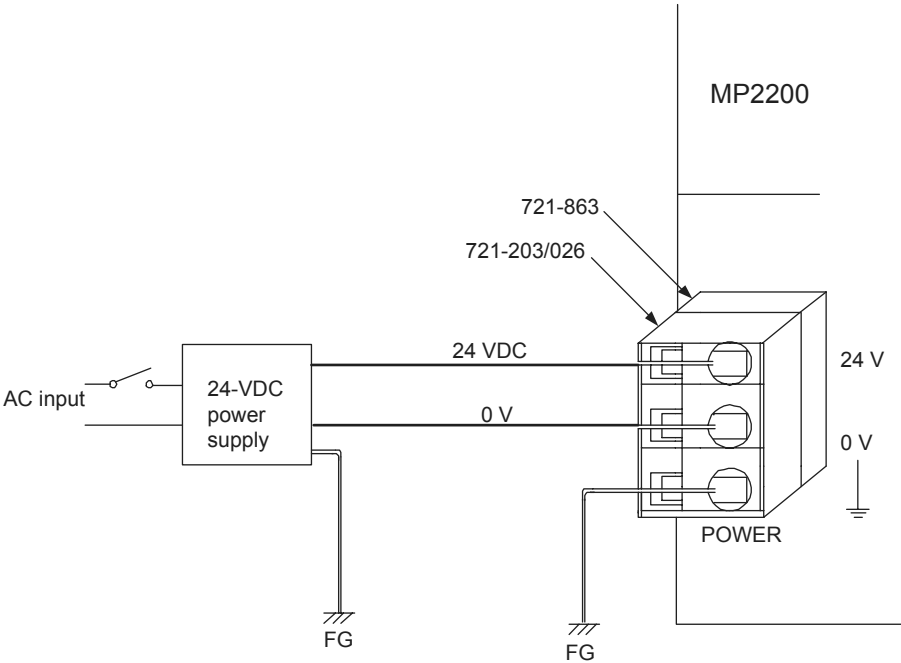 MP2200
721-863
721-203/026
24 VDC
24 V
AC input
24-VDC
power
supply
0 V
0 V
POWER
FG
FG